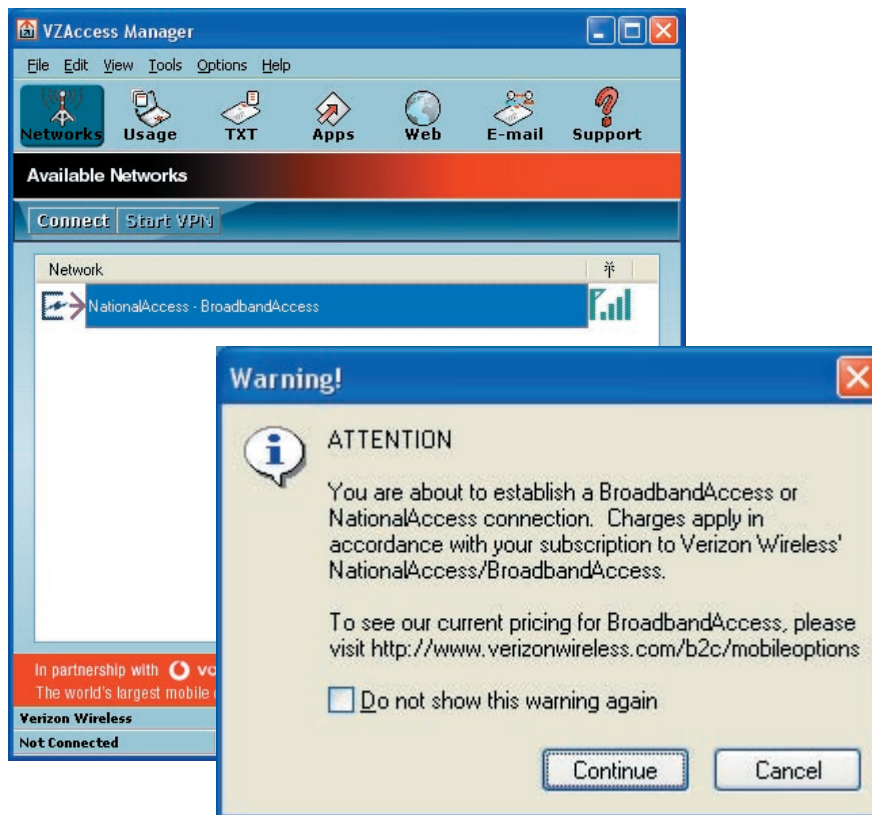 VZAccess Manager
File Edit View Tools Options Help
Networks Usage TXT Apps Web E-mail Support
Available Networks
Connect Start VPN
Network
NationalAccess - BroadbandAccess
Warning!
ATTENTION
You are about to establish a BroadbandAccess or
NationalAccess connection. Charges apply in
accordance with your subscription to Verizon Wireless'
NationalAccess/BroadbandAccess.
To see our current pricing for BroadbandAccess, please
visit http://www.verizonwireless.com/b2c/mobileoptions
Do not show this warning again
Continue Cancel
In partnership with
The world's largest mobile
Verizon Wireless
Not Connected